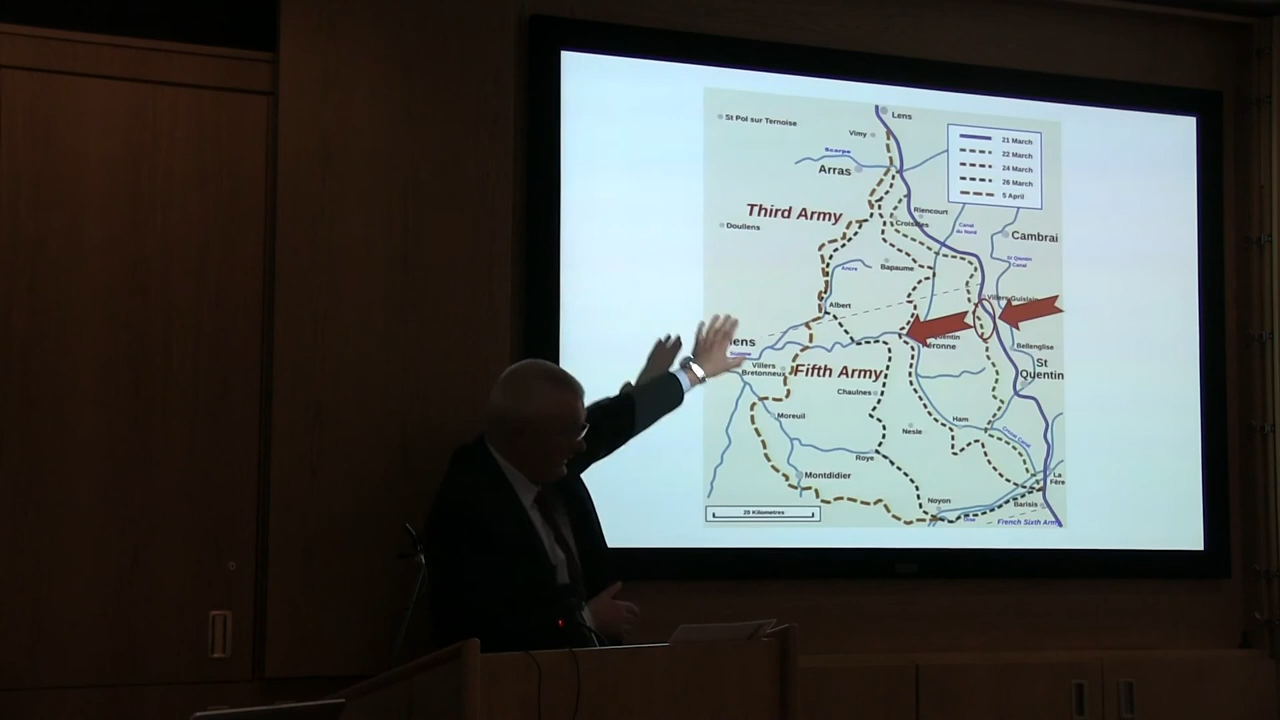 Lens
St Pol sur Ternoise
Vimy
21 March
22 March
24 March
26 March
5 April
Scarpe
Arras
Third Army
Riencourt
Croisilles
Canal
du Nord
Doullens
Cambrai
St Quentin
Canal
Ancre
Bapaume
Albert
Villers-Guislain
iens
Somme
uentin
Péronne
Bellenglise
St
Quentin
Villers
Bretonneux
Fifth Army
Chaulnes
Moreuil
Ham
Nesle
Crozat Canal
Roye
Montdidier
La
Fère
Noyon
Barisis
Oise
French Sixth Army
20 Kilometres